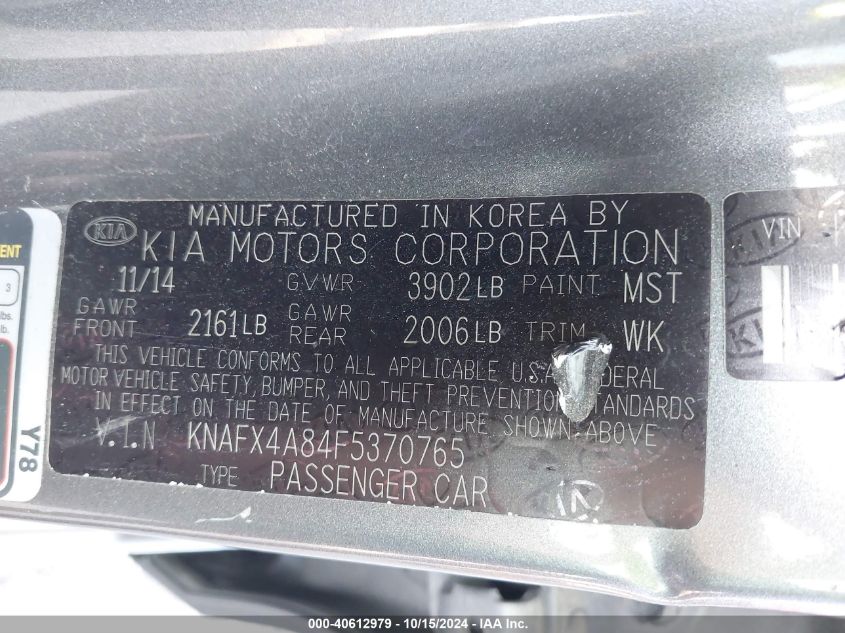 MANUFACTURED IN KOREA BY
KIA
KIA MOTORS CORPORATION
11/14 GVWR 3902LB PAINT MST
GAWR FRONT 2161LB GAWR REAR 2006LB TRIM WK
THIS VEHICLE CONFORMS TO ALL APPLICABLE U.S.A. FEDERAL
MOTOR VEHICLE SAFETY, BUMPER, AND THEFT PREVENTION STANDARDS
IN EFFECT ON THE DATE OF MANUFACTURE SHOWN ABOVE
V.I.N KNAFX4A84F5370765
TYPE PASSENGER CAR
VIN
KIA
3
lbs.
Y78
000-40612979 - 10/15/2024 - IAA Inc.